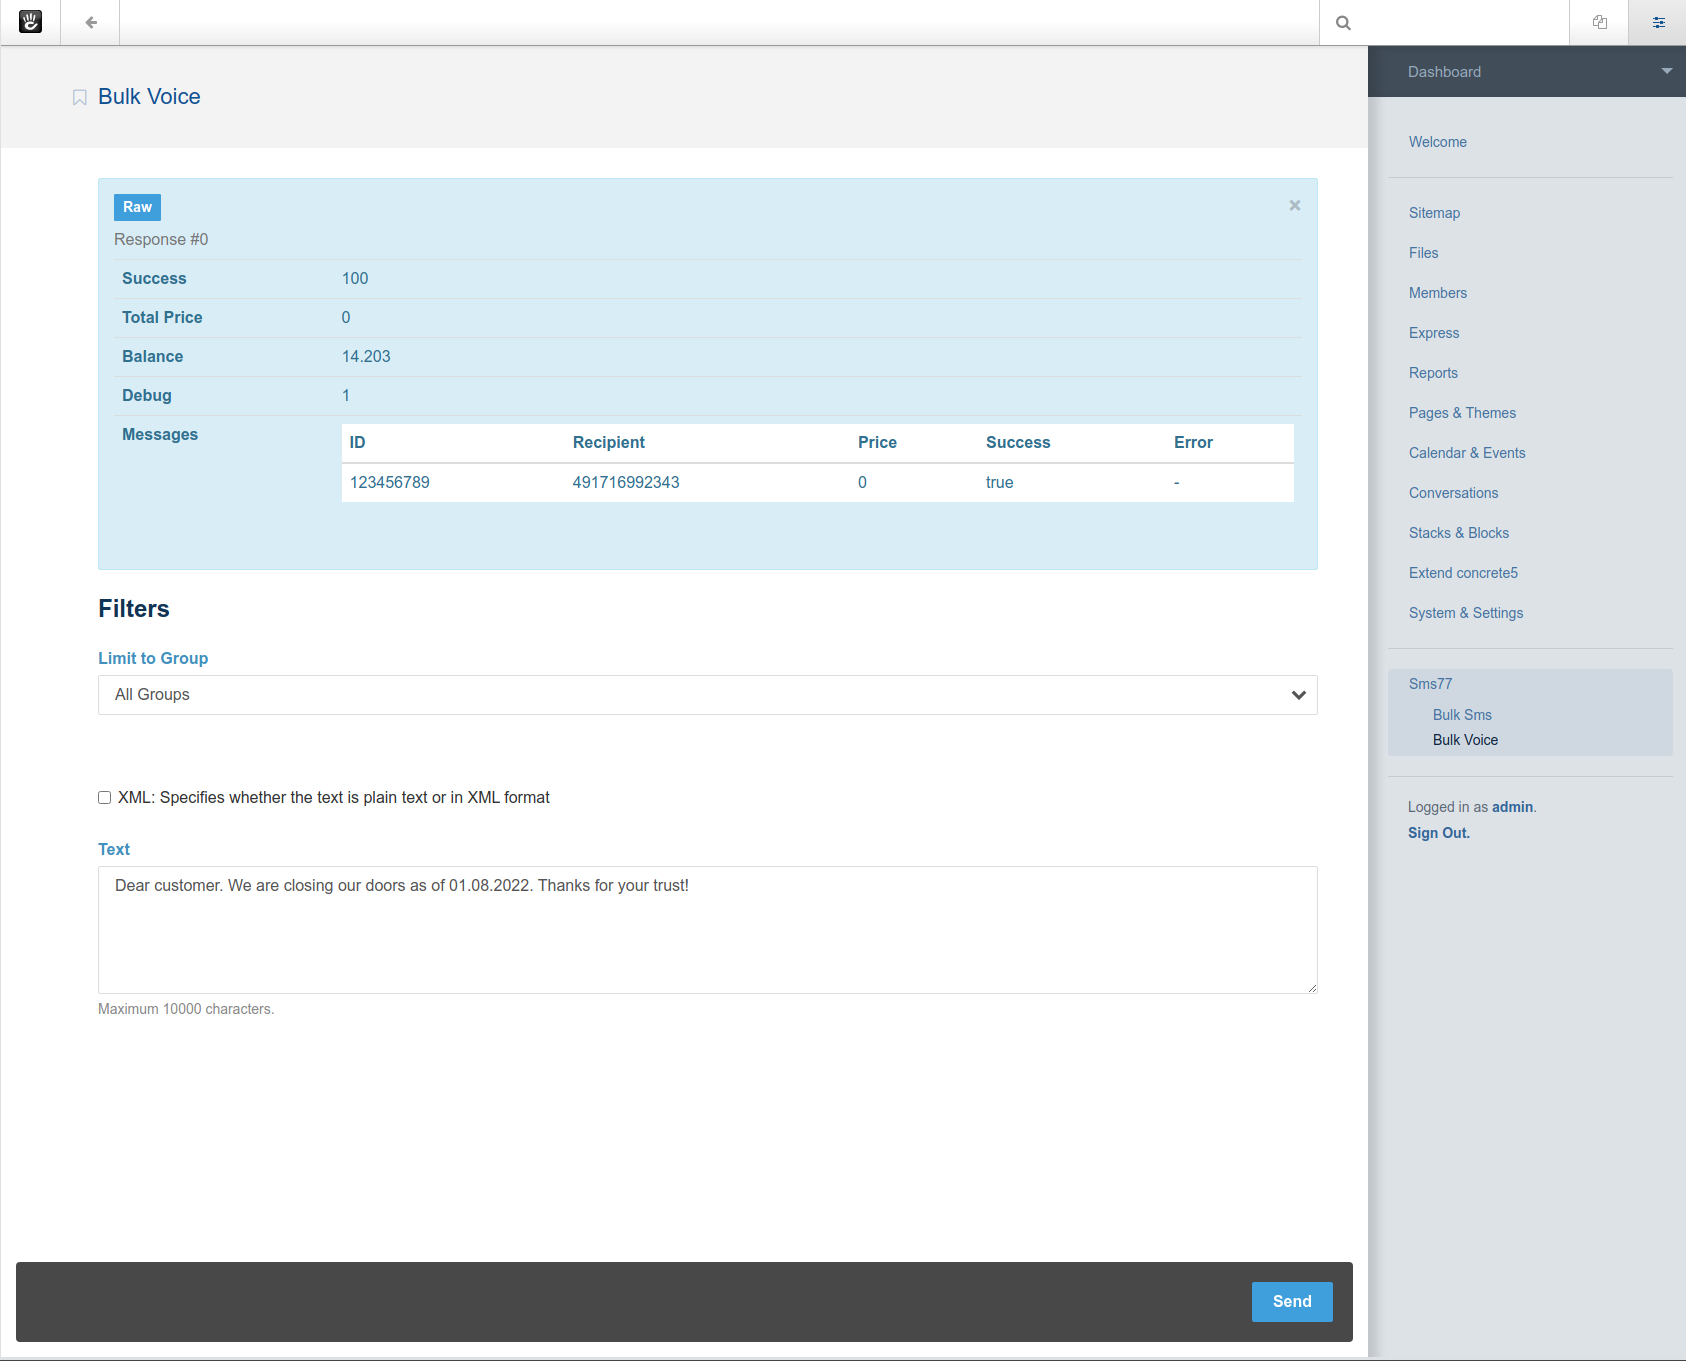 Bulk Voice
Raw
×
Response #0
Success 100
Total Price 0
Balance 14.203
Debug 1
Messages
ID Recipient Price Success Error
123456789 491716992343 0 true -
Filters
Limit to Group
All Groups
XML: Specifies whether the text is plain text or in XML format
Text
Dear customer. We are closing our doors as of 01.08.2022. Thanks for your trust!
Maximum 10000 characters.
Send
Dashboard
Welcome
Sitemap
Files
Members
Express
Reports
Pages & Themes
Calendar & Events
Conversations
Stacks & Blocks
Extend concrete5
System & Settings
Sms77
Bulk Sms
Bulk Voice
Logged in as admin.
Sign Out.